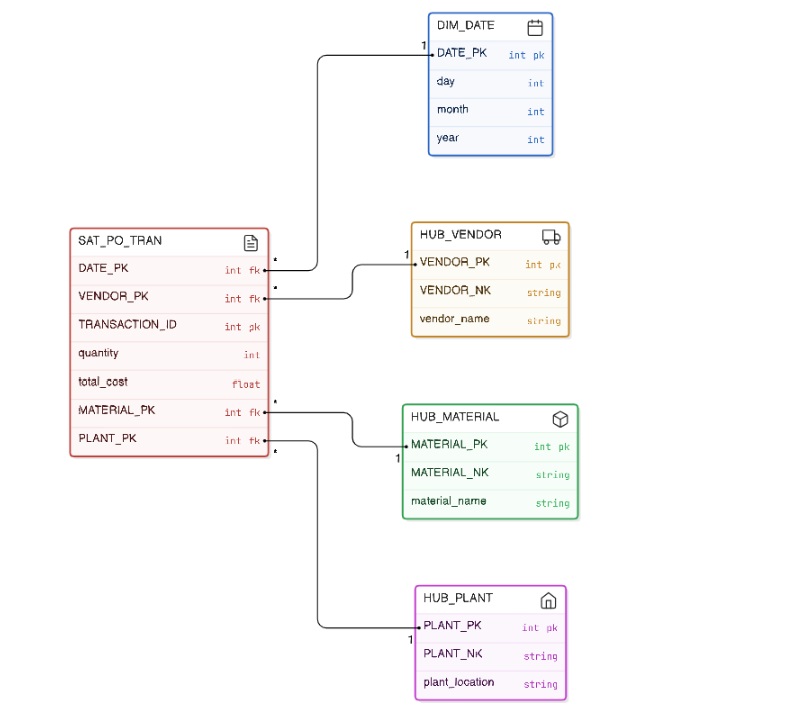 DIM_DATE
1
DATE_PK int pk
day int
month int
year int
SAT_PO_TRAN
DATE_PK int fk *
VENDOR_PK int fk *
TRANSACTION_ID int pk
quantity int
total_cost float
MATERIAL_PK int fk *
PLANT_PK int fk *
HUB_VENDOR
1
VENDOR_PK int pk
VENDOR_NK string
vendor_name string
HUB_MATERIAL
MATERIAL_PK int pk
1
MATERIAL_NK string
material_name string
HUB_PLANT
PLANT_PK int pk
1
PLANT_NK string
plant_location string